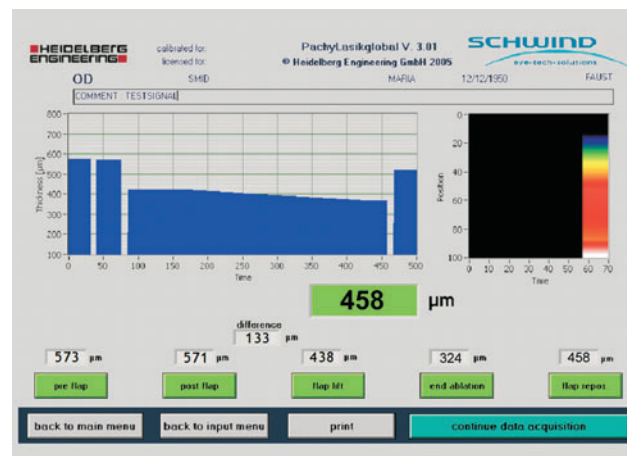 HEIDELBERG ENGINEERING
calibrated for:
licensed for:
PachyLasikglobal V. 3.01
© Heidelberg Engineering GmbH 2005
SCHWIND
eye-tech-solutions
OD SMID MARIA 12/12/1950 FAUST
COMMENT : TESTSIGNAL
Thickness [µm]
800
700
600
500
400
300
200
100
0 50 100 150 200 250 300 350 400 450 500
Time
Position
0
20
40
60
80
100
0 10 20 30 40 50 60 70
Time
458 µm
difference
133 µm
573 µm 571 µm 438 µm 324 µm 458 µm
pre flap post flap flap lift end ablation flap repos.
back to main menu back to input menu print continue data acquisition